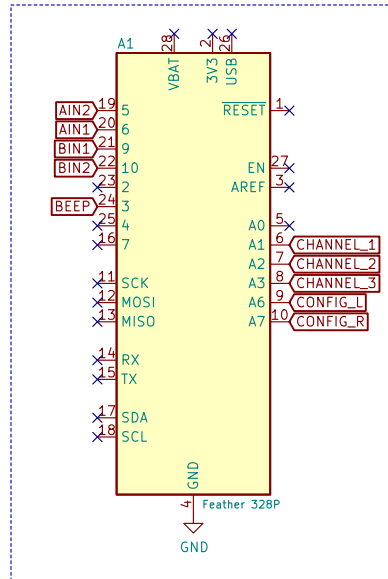 A1
28 2 26
VBAT 3V3 USB
AIN2 19 5 RESET 1
AIN1 20 6
BIN1 21 9
BIN2 22 10 EN 27
23 2 AREF 3
BEEP 24 3
25 4 A0 5
16 7 A1 6 CHANNEL_1
A2 7 CHANNEL_2
11 SCK A3 8 CHANNEL_3
12 MOSI A6 9 CONFIG_L
13 MISO A7 10 CONFIG_R
14 RX
15 TX
17 SDA
18 SCL
GND
4 Feather 328P
GND